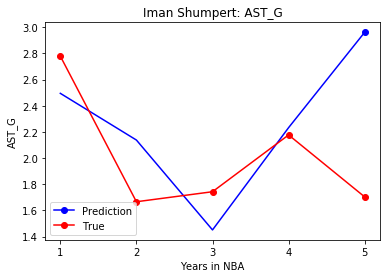 Iman Shumpert: AST_G
3.0
2.8
2.6
2.4
2.2
2.0
1.8
1.6
1.4
AST_G
Prediction
True
1 2 3 4 5
Years in NBA